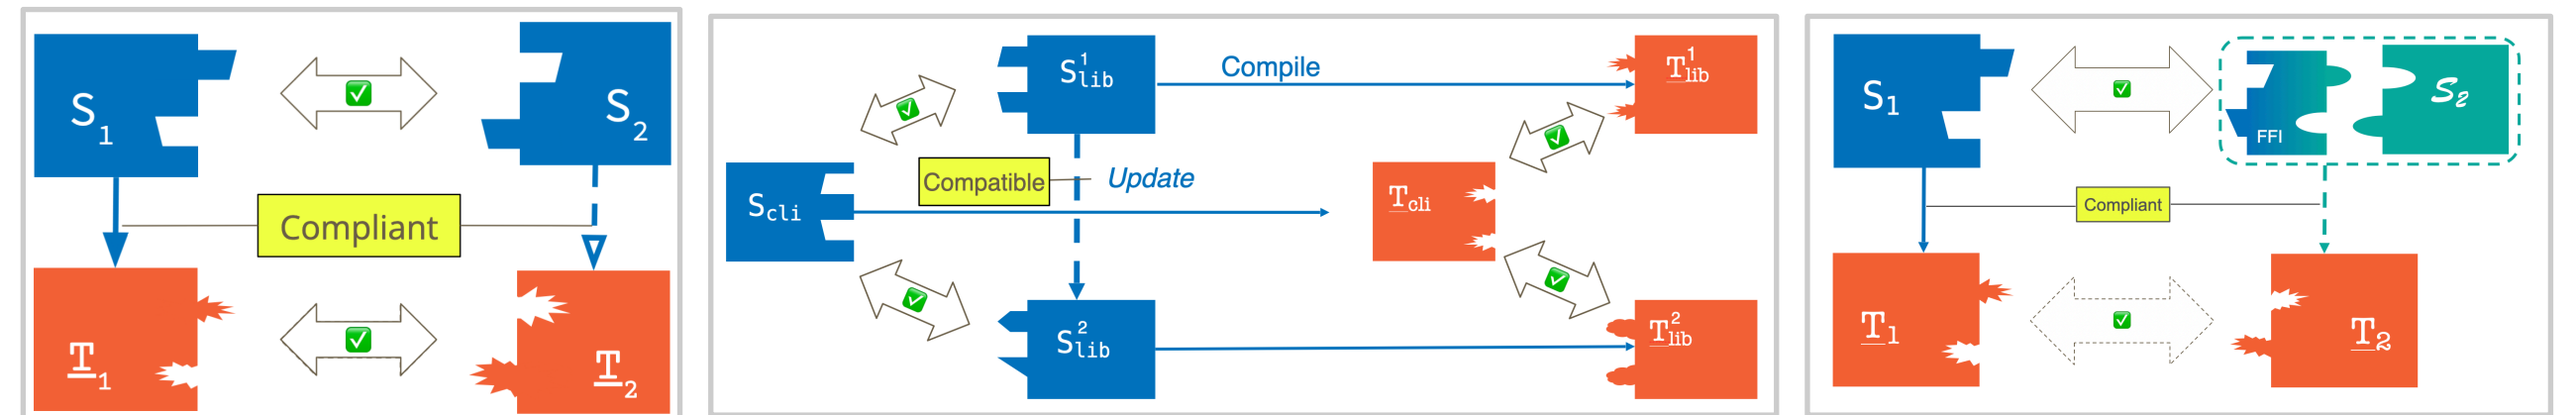 S₁
S₂
Compliant
T₁
T₂
S¹lib
Compile
T¹lib
Compatible
Update
Scli
Tcli
S²lib
T²lib
S₁
FFI
S₂
Compliant
T₁
T₂